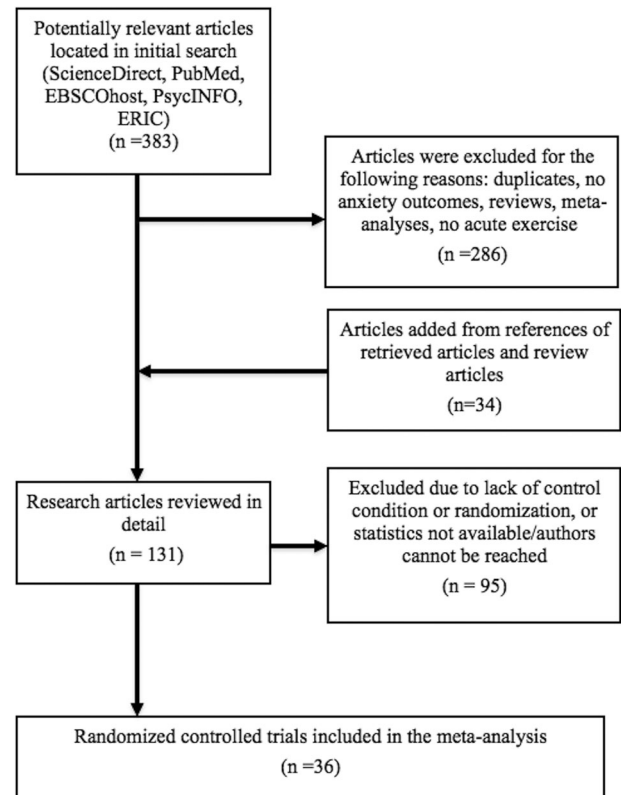 Potentially relevant articles
located in initial search
(ScienceDirect, PubMed,
EBSCOhost, PsycINFO,
ERIC)
(n =383)
Articles were excluded for the
following reasons: duplicates, no
anxiety outcomes, reviews, meta-
analyses, no acute exercise
(n =286)
Articles added from references of
retrieved articles and review
articles
(n=34)
Research articles reviewed in
detail
(n = 131)
Excluded due to lack of control
condition or randomization, or
statistics not available/authors
cannot be reached
(n = 95)
Randomized controlled trials included in the meta-analysis
(n =36)